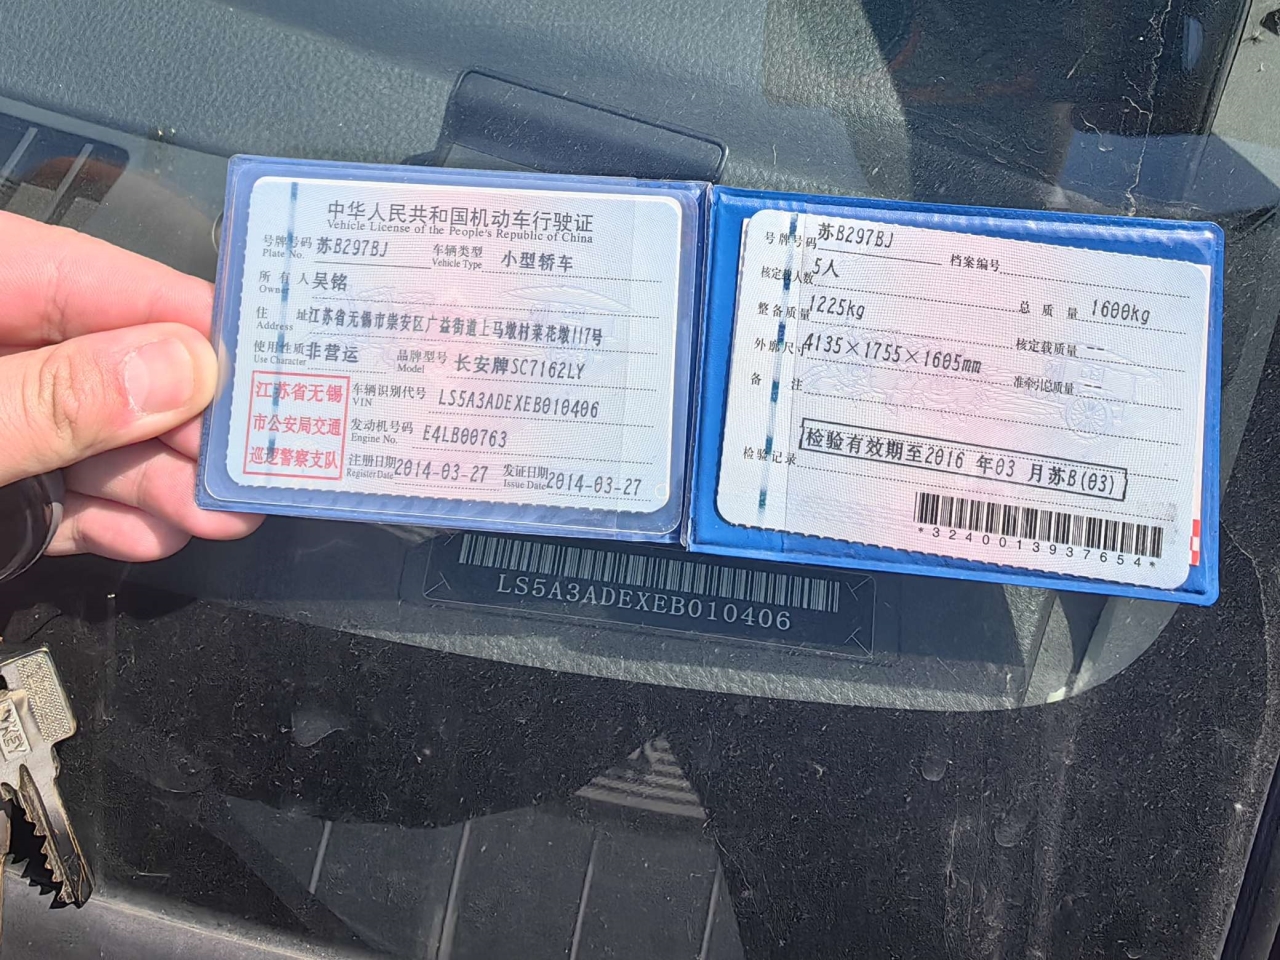 中华人民共和国机动车行驶证
Vehicle License of the People's Republic of China
号牌号码 苏B297BJ 车辆类型 小型轿车
Plate No. Vehicle Type
所有人 吴铭
Owner
住址 江苏省无锡市崇安区广益街道上马墩村菜花墩117号
Address
使用性质 非营运 品牌型号 长安牌SC7162LY
Use Character Model
江苏省无锡
市公安局交通
巡逻警察支队
车辆识别代号 LS5A3ADEXEB010406
VIN
发动机号码 E4LB00763
Engine No.
注册日期 2014-03-27 发证日期 2014-03-27
Register Date Issue Date
号牌号码 苏B297BJ 档案编号
核定载人数 5人 总质量 1600kg
整备质量 1225kg 核定载质量 --
外廓尺寸 4135×1755×1605mm 准牵引总质量 --
备注
检验记录 检验有效期至2016 年03 月苏B(03)
*3240013937654*
LS5A3ADEXEB010406